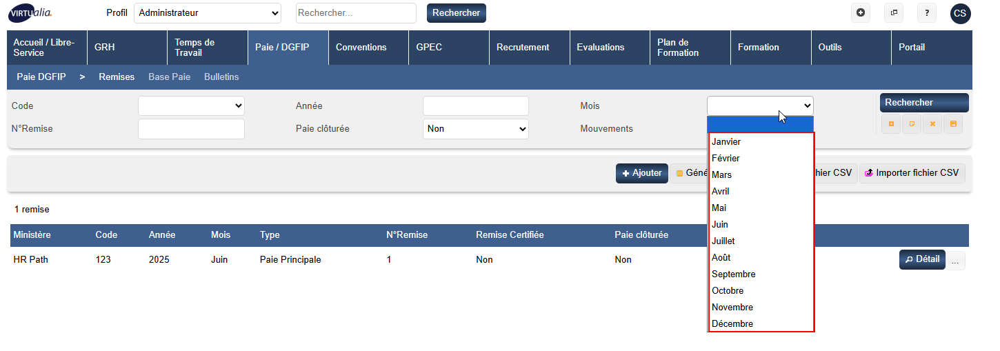 VIRTUalia.
Profil Administrateur Rechercher... Rechercher ? CS
Accueil / Libre-Service GRH Temps de Travail Paie / DGFIP Conventions GPEC Recrutement Evaluations Plan de Formation Formation Outils Portail
Paie DGFIP > Remises Base Paie Bulletins
Code Année Mois Rechercher
N°Remise Paie clôturée Non Mouvements
Janvier
Février
Mars
Avril
Mai
Juin
Juillet
Août
Septembre
Octobre
Novembre
Décembre
Ajouter Géné hier CSV Importer fichier CSV
1 remise
Ministère Code Année Mois Type N°Remise Remise Certifiée Paie clôturée
HR Path 123 2025 Juin Paie Principale 1 Non Non Détail ...